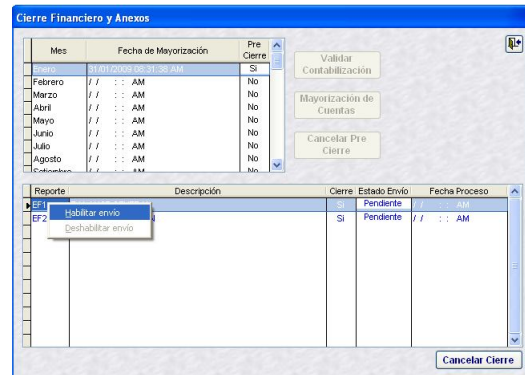 Cierre Financiero y Anexos
Mes Fecha de Mayorización Pre Cierre
Enero 31/01/2009 08:31:38 AM Si
Febrero / / : : AM No
Marzo / / : : AM No
Abril / / : : AM No
Mayo / / : : AM No
Junio / / : : AM No
Julio / / : : AM No
Agosto / / : : AM No
Setiembre / / : : AM No
Validar Contabilización
Mayorización de Cuentas
Cancelar Pre Cierre
Reporte Descripción Cierre Estado Envío Fecha Proceso
EF1 Si Pendiente / / : : AM
EF2 N Si Pendiente / / : : AM
Habilitar envío
Deshabilitar envío
Cancelar Cierre